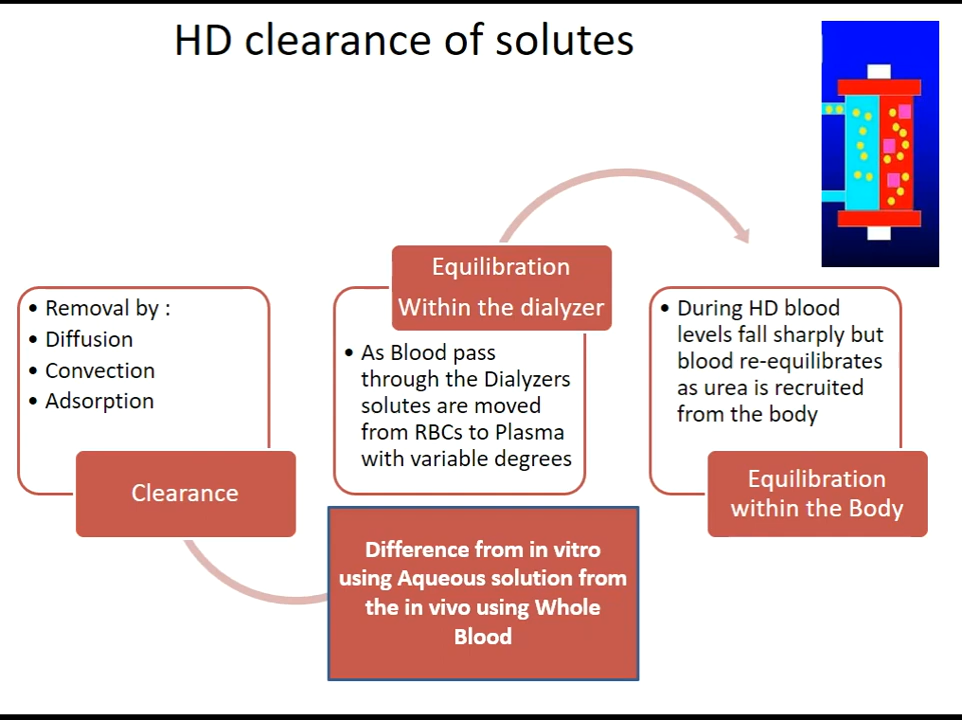 HD clearance of solutes
• Removal by :
• Diffusion
• Convection
• Adsorption
Clearance
Equilibration
Within the dialyzer
• As Blood pass
through the Dialyzers
solutes are moved
from RBCs to Plasma
with variable degrees
Difference from in vitro
using Aqueous solution from
the in vivo using Whole
Blood
• During HD blood
levels fall sharply but
blood re-equilibrates
as urea is recruited
from the body
Equilibration
within the Body